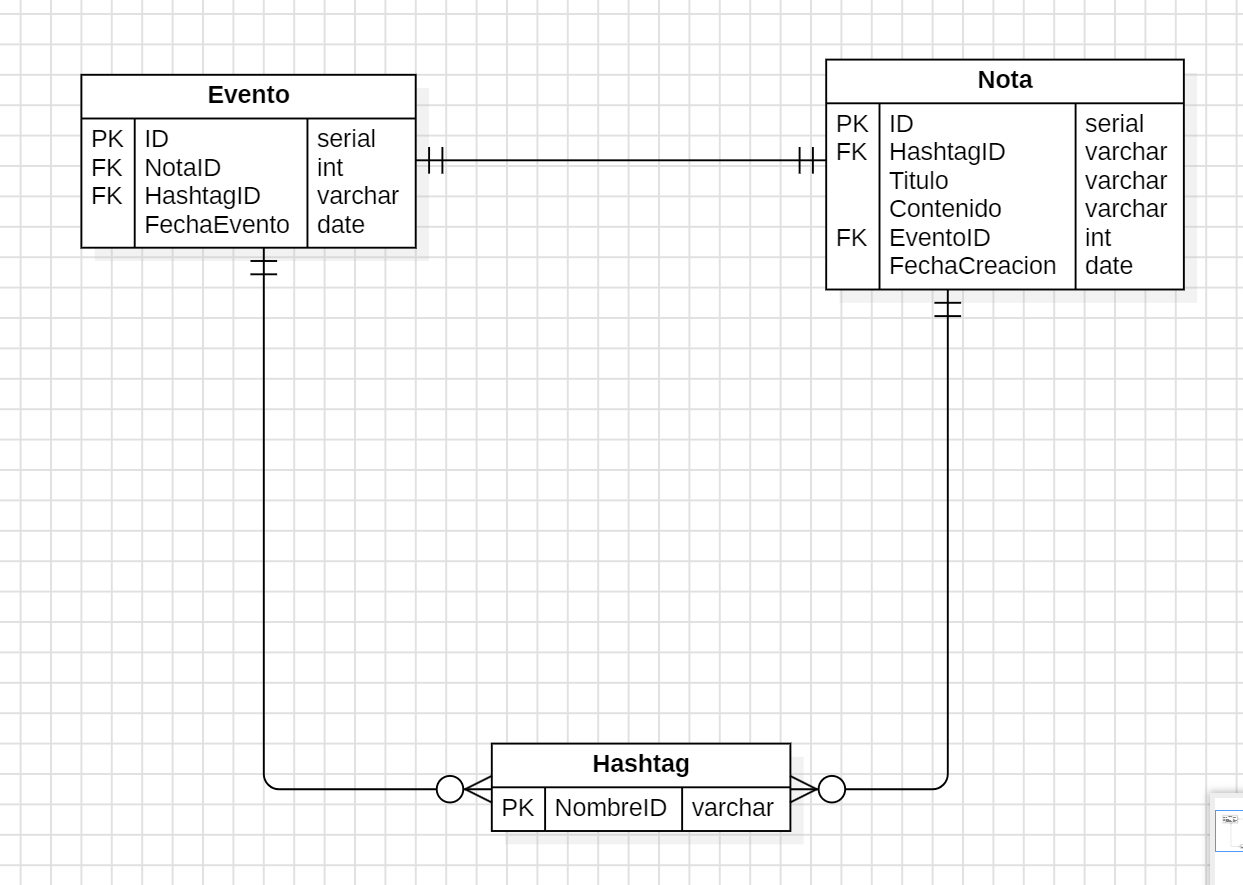 Evento
PK ID serial
FK NotaID int
FK HashtagID varchar
FechaEvento date
Nota
PK ID serial
FK HashtagID varchar
Titulo varchar
Contenido varchar
FK EventoID int
FechaCreacion date
Hashtag
PK NombreID varchar